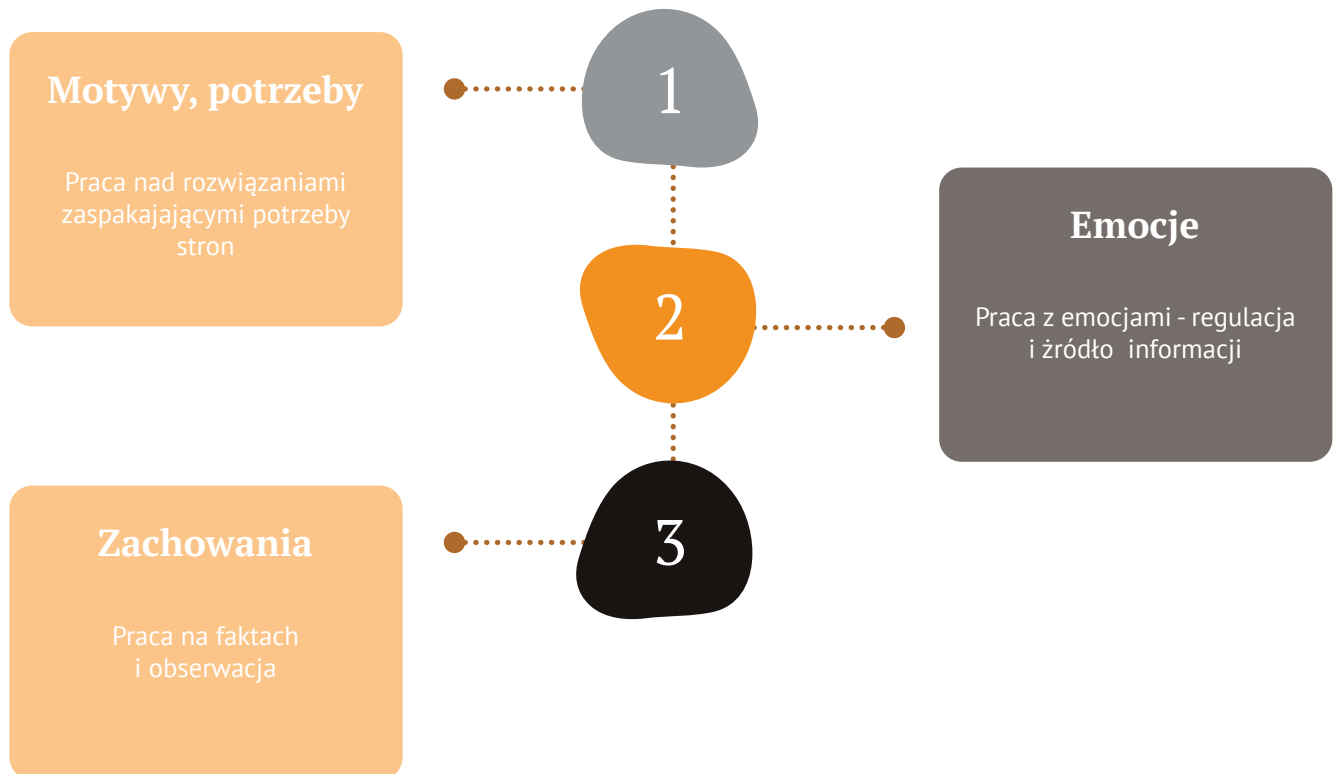 1
Motywy, potrzeby
Praca nad rozwiązaniami
zaspakajającymi potrzeby
stron
2
Emocje
Praca z emocjami - regulacja
i żródło  informacji
3
Zachowania
Praca na faktach
i obserwacja